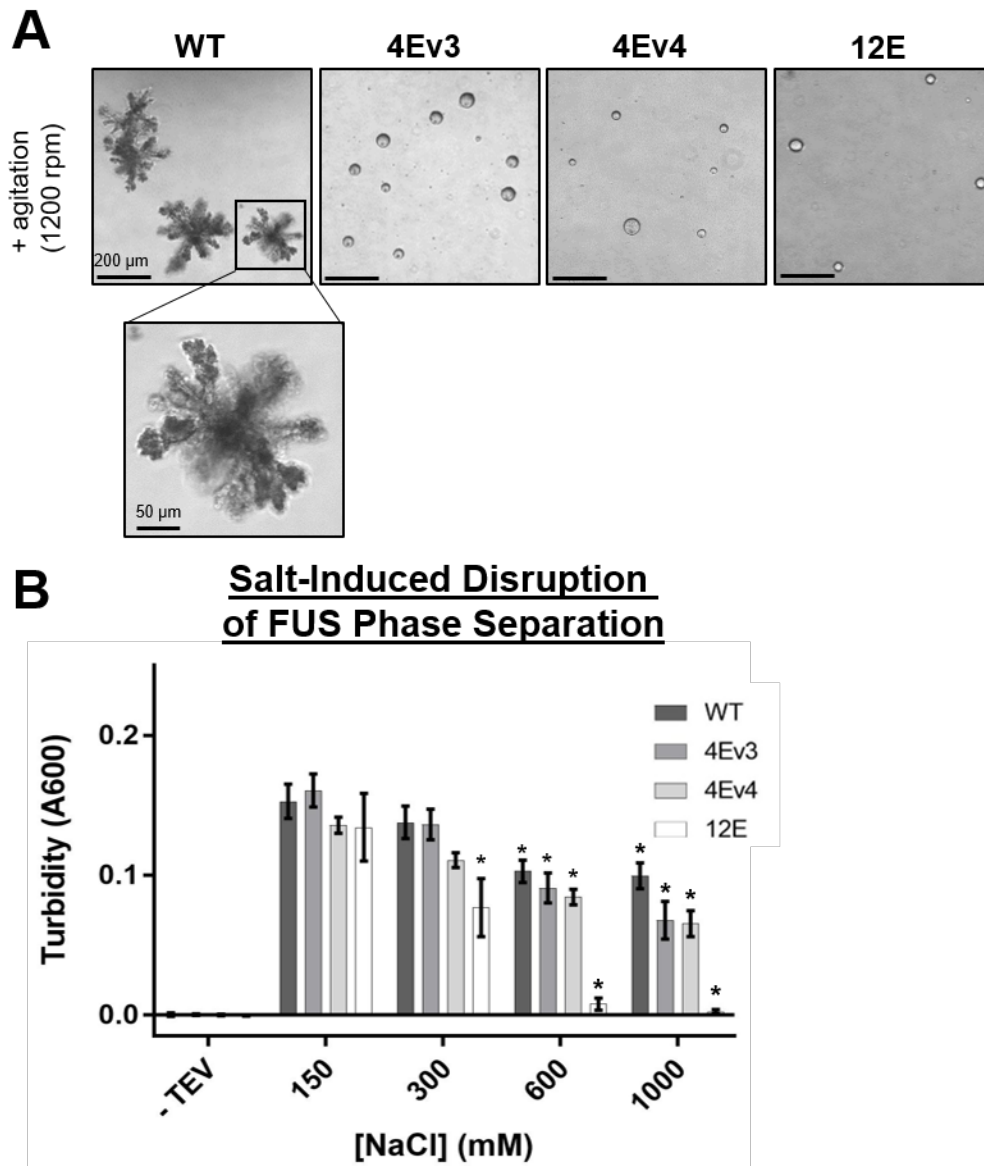 A
WT
4Ev3
4Ev4
12E
+ agitation
(1200 rpm)
200 µm
50 µm
B
Salt-Induced Disruption
of FUS Phase Separation
Turbidity (A600)
0.2
0.1
0.0
WT
4Ev3
4Ev4
12E
*
* * *
*
* * *
*
- TEV
150
300
600
1000
[NaCl] (mM)